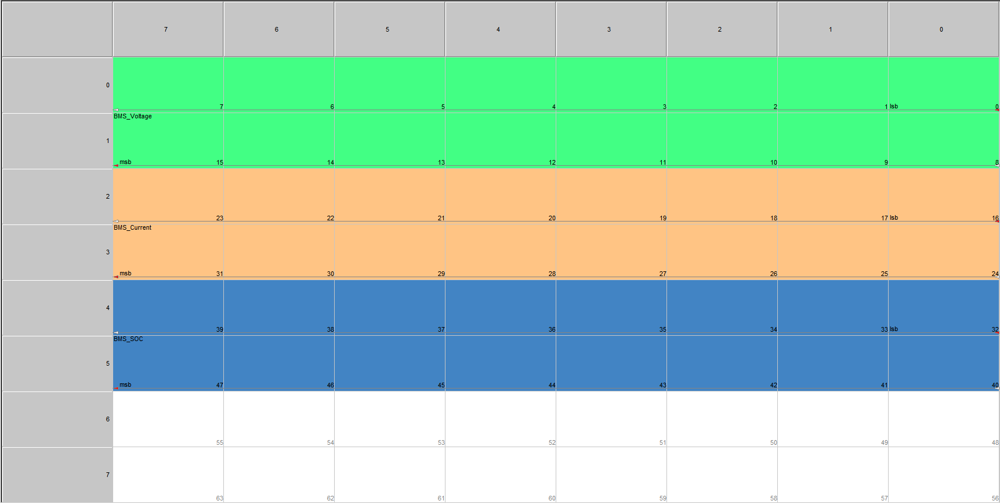 7 6 5 4 3 2 1 0
0
7 6 5 4 3 2 1 lsb 0
BMS_Voltage
1
msb 15 14 13 12 11 10 9 8
2
23 22 21 20 19 18 17 lsb 16
BMS_Current
3
msb 31 30 29 28 27 26 25 24
4
39 38 37 36 35 34 33 lsb 32
BMS_SOC
5
msb 47 46 45 44 43 42 41 40
6
55 54 53 52 51 50 49 48
7
63 62 61 60 59 58 57 56